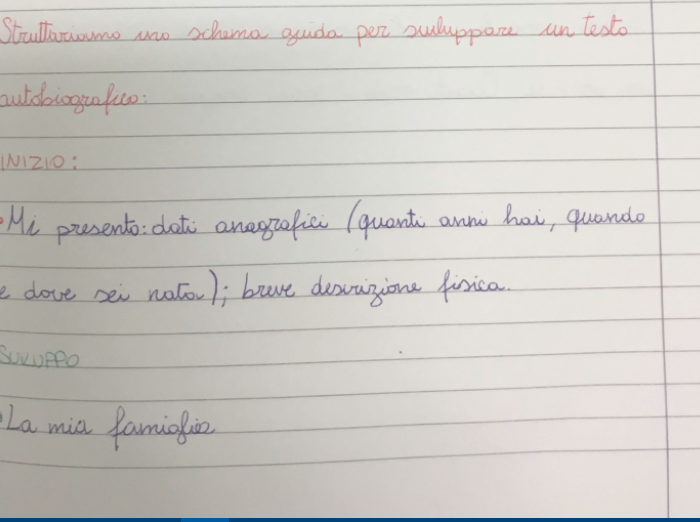 Strutturiamo uno schema guida per sviluppare un testo
autobiografico:
INIZIO:
• Mi presento: dati anagrafici (quanti anni hai, quando
e dove sei nata); breve descrizione fisica.
SVILUPPO
• La mia famiglia